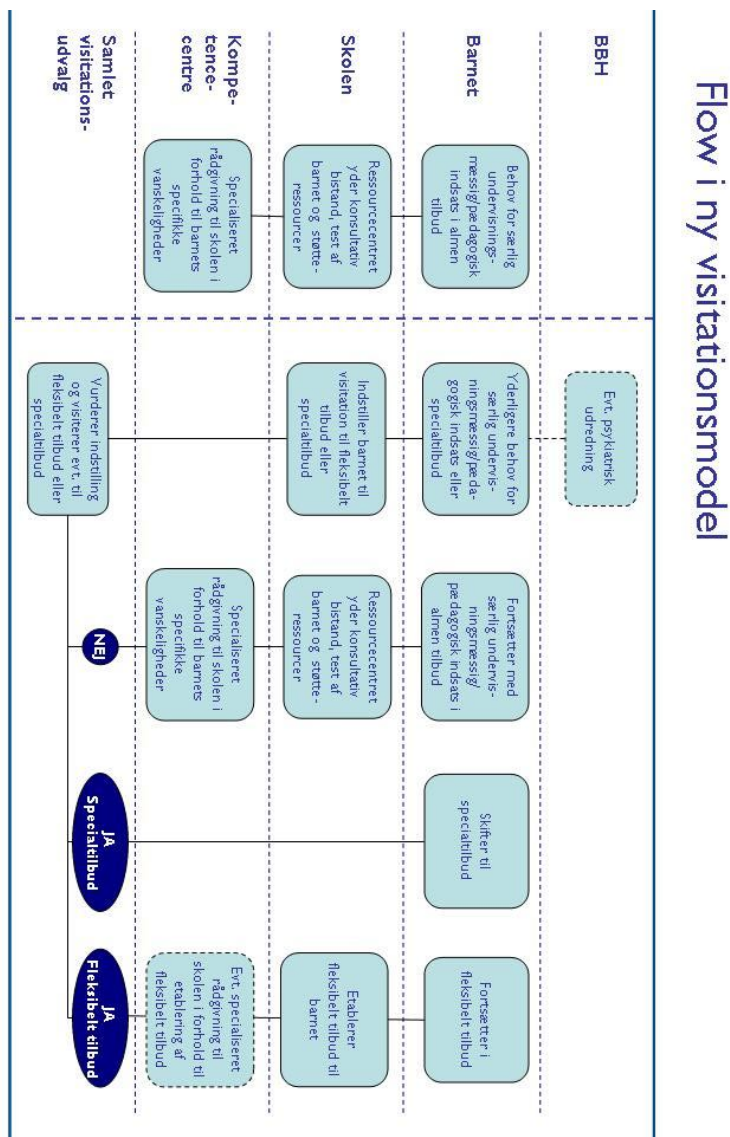 Flow i ny visitationsmodel
BBH
Evt. psykiatrisk
udredning
Barnet
Behov for særlig
undervisnings-
mæssig/pædagogisk
indsats i almen
tilbud
Yderligere behov for
særlig undervis-
ningsmæssig/pæda-
gogisk indsats eller
specialtilbud
Fortsætter med
særlig undervis-
ningsmæssig/
pædagogisk indsats i
almen tilbud
Skifter til
specialtilbud
Fortsætter i
fleksibelt tilbud
Skolen
Ressourcecentret
yder konsultativ
bistand, test af
barnet og støtte-
ressourcer
Indstiller barnet til
visitation til fleksibelt
tilbud eller
specialtilbud
Ressourcecentret
yder konsultativ
bistand, test af
barnet og støtte-
ressourcer
Etablerer
fleksibelt tilbud til
barnet
Kompe-
tence-
centre
Specialiseret
rådgivning til skolen i
forhold til barnets
specifikke
vanskeligheder
Specialiseret
rådgivning til skolen i
forhold til barnets
specifikke
vanskeligheder
Evt. specialiseret
rådgivning til
skolen i forhold til
etablering af
fleksibelt tilbud
Samlet
visitations-
udvalg
Vurderer indstilling
og visiterer evt. til
fleksibelt tilbud eller
specialtilbud
NEJ
JA
Specialtilbud
JA
Fleksibelt tilbud